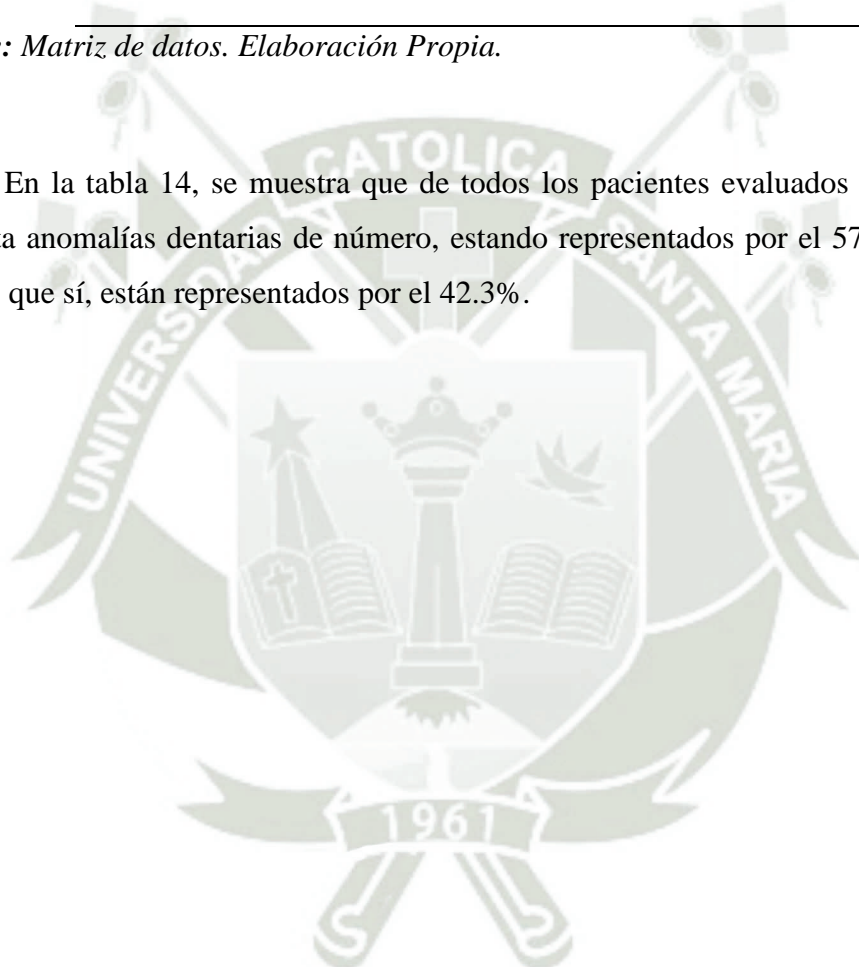 : Matriz de datos. Elaboración Propia.
En la tabla 14, se muestra que de todos los pacientes evaluados
ta anomalías dentarias de número, estando representados por el 57
que sí, están representados por el 42.3%.
UNIVERSIDAD CATOLICA SANTA MARIA
1961